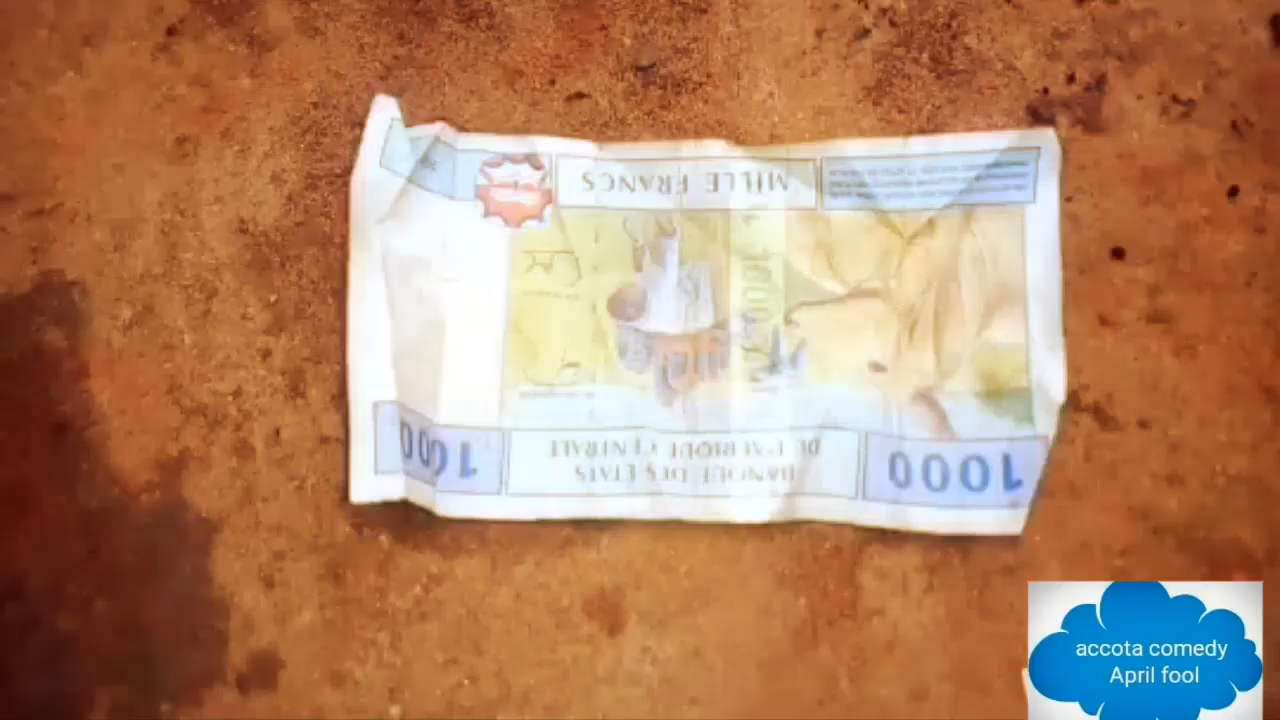 MILLE FRANCS
1000
BANQUE DES ETATS
DE L'AFRIQUE CENTRALE
1000
accota comedy
April fool